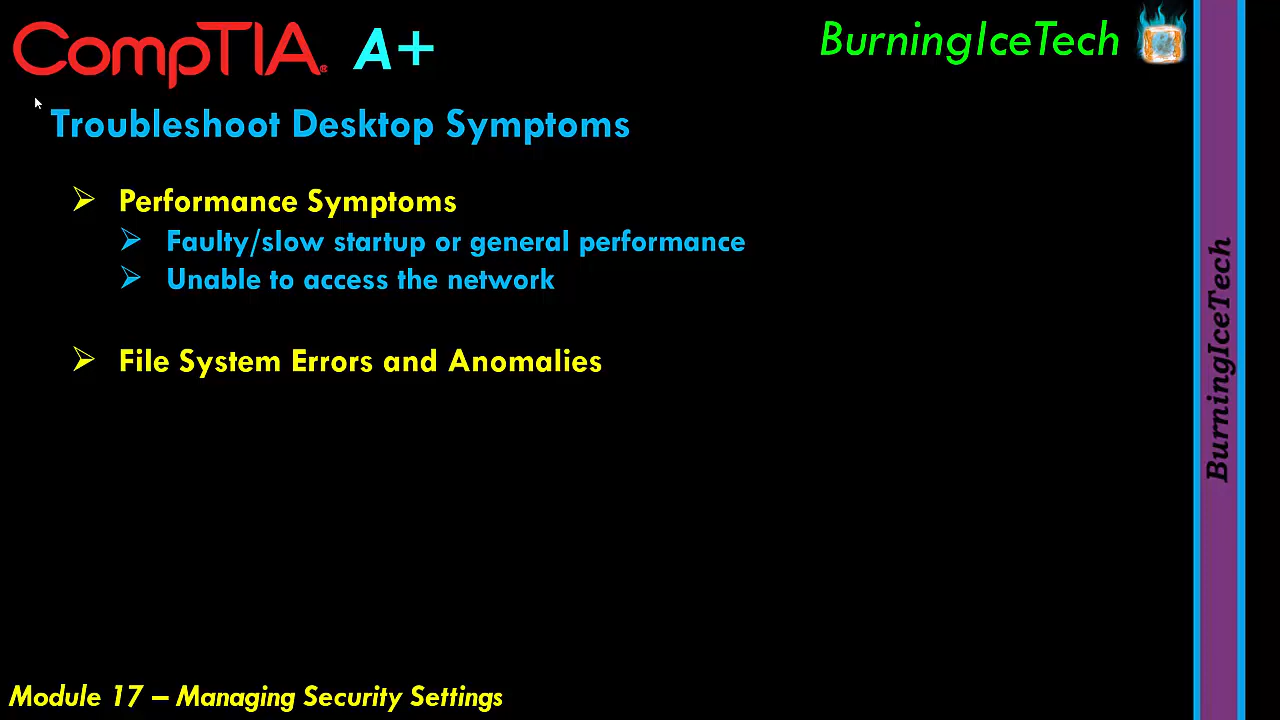 CompTIA® A+
BurningIceTech
Troubleshoot Desktop Symptoms
Performance Symptoms
Faulty/slow startup or general performance
Unable to access the network
File System Errors and Anomalies
BurningIceTech
Module 17 – Managing Security Settings